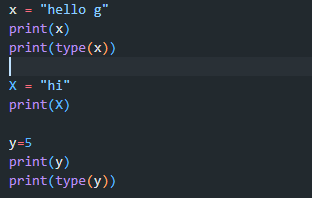 x = "hello g"
print(x)
print(type(x))
X = "hi"
print(X)
y=5
print(y)
print(type(y))